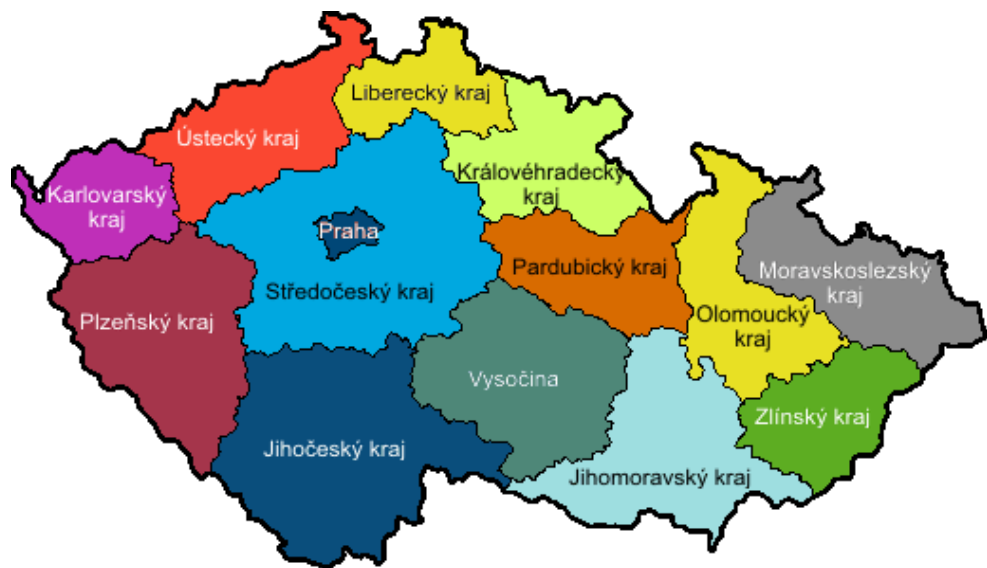 Liberecký kraj
Ústecký kraj
Královéhradecký
kraj
Karlovarský
kraj
Praha
Pardubický kraj
Moravskoslezský
kraj
Středočeský kraj
Olomoucký
kraj
Plzeňský kraj
Vysočina
Zlínský kraj
Jihočeský kraj
Jihomoravský kraj